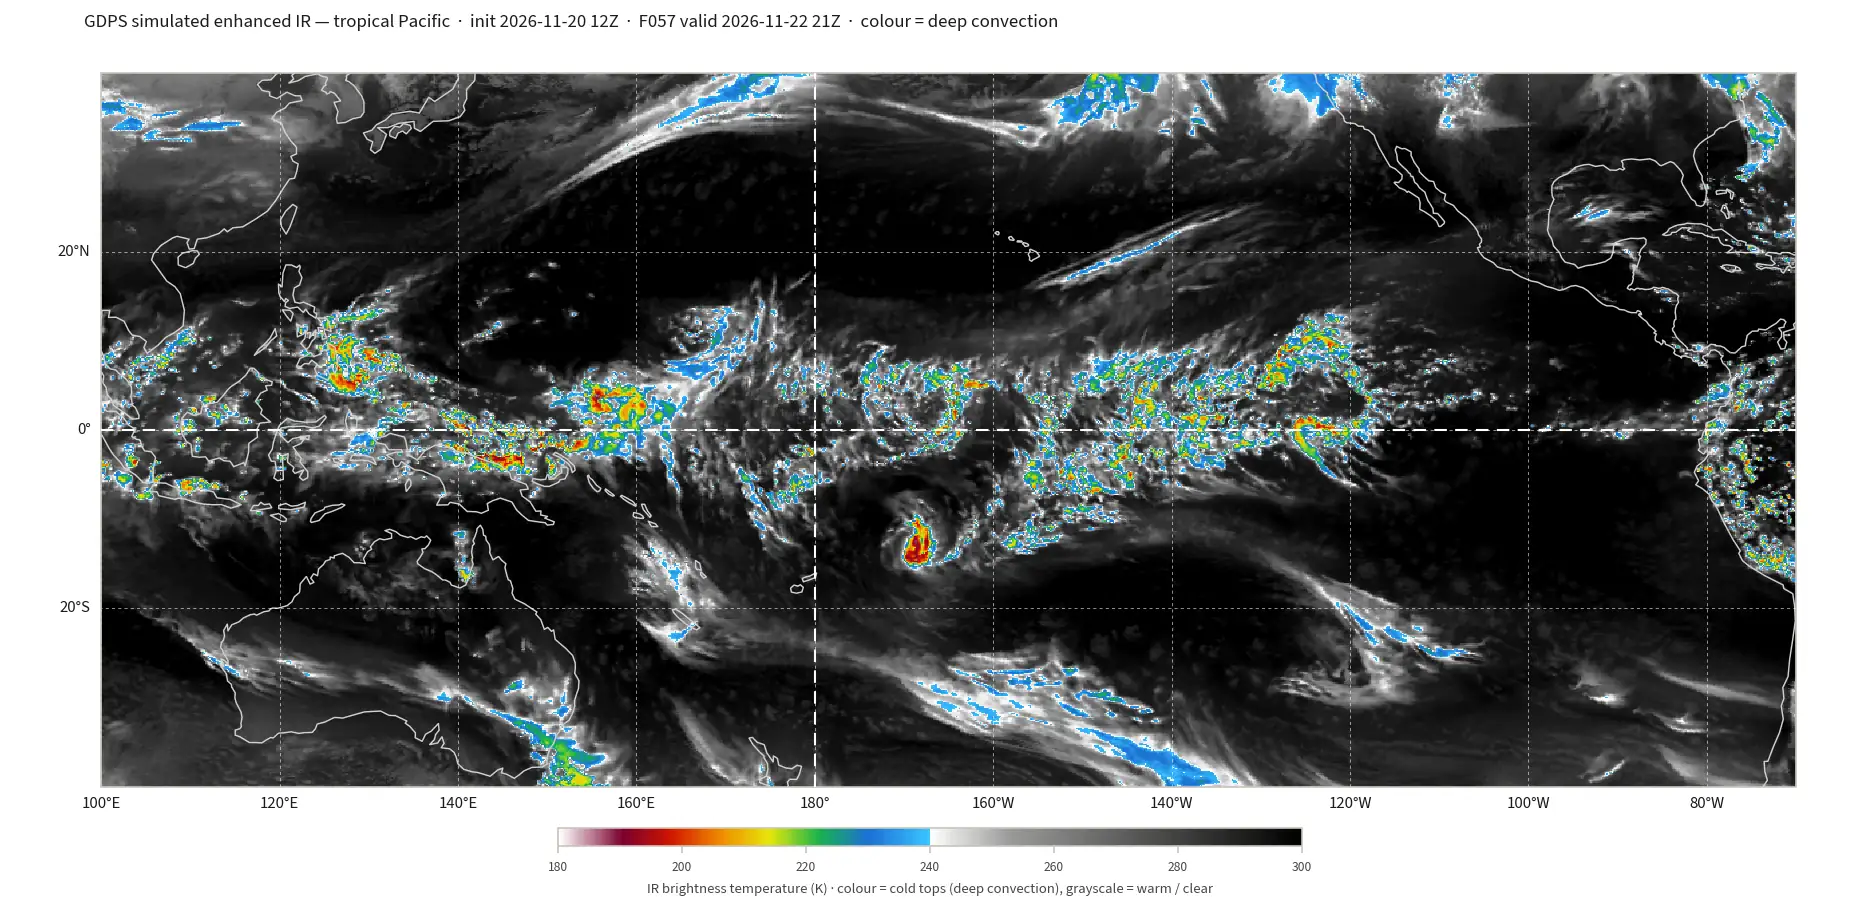 GDPS simulated enhanced IR — tropical Pacific · init 2026-11-20 12Z · F057 valid 2026-11-22 21Z · colour = deep convection
20°N
0°
20°S
100°E 120°E 140°E 160°E 180° 160°W 140°W 120°W 100°W 80°W
180 200 220 240 260 280 300
IR brightness temperature (K) · colour = cold tops (deep convection), grayscale = warm / clear